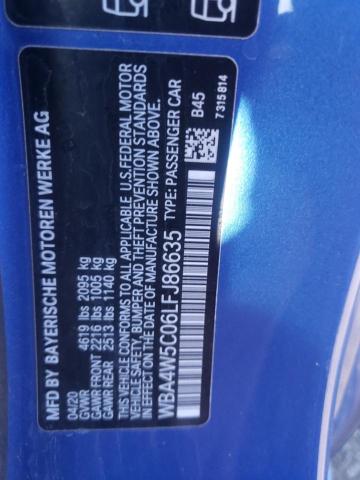 MFD BY BAYERISCHE MOTOREN WERKE AG
04/20
GVWR 4619 lbs 2095 kg
GAWR FRONT 2216 lbs 1005 kg
GAWR REAR 2513 lbs 1140 kg
THIS VEHICLE CONFORMS TO ALL APPLICABLE U.S.FEDERAL MOTOR
VEHICLE SAFETY, BUMPER AND THEFT PREVENTION STANDARDS
IN EFFECT ON THE DATE OF MANUFACTURE SHOWN ABOVE.
WBA4W5C06LFJ86635 TYPE: PASSENGER CAR
B45
7315814